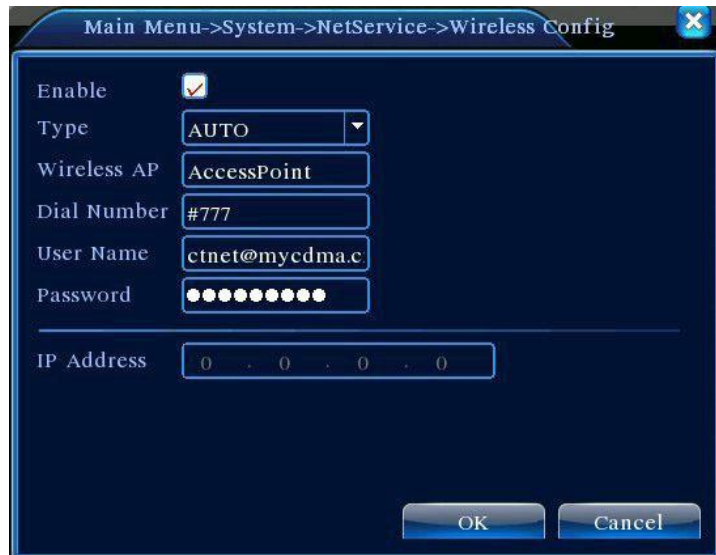 Main Menu->System->NetService->Wireless Config
Enable
Type AUTO
Wireless AP AccessPoint
Dial Number #777
User Name ctnet@mycdma.c
Password ●●●●●●●●●
IP Address 0 . 0 . 0 . 0
OK Cancel